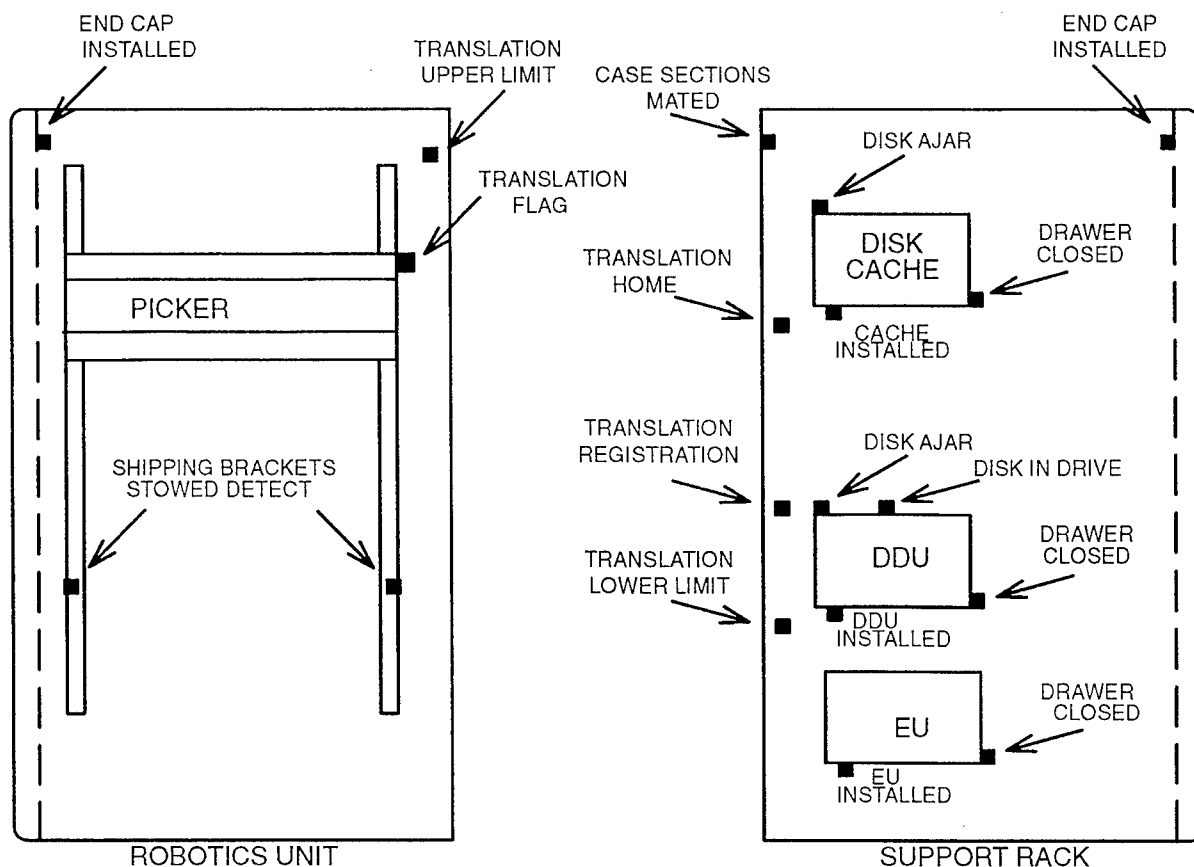 END CAP
INSTALLED
TRANSLATION
UPPER LIMIT
TRANSLATION
FLAG
PICKER
SHIPPING BRACKETS
STOWED DETECT
ROBOTICS UNIT
END CAP
INSTALLED
CASE SECTIONS
MATED
DISK AJAR
DISK
CACHE
DRAWER
CLOSED
TRANSLATION
HOME
CACHE
INSTALLED
TRANSLATION
REGISTRATION
DISK AJAR
DISK IN DRIVE
DDU
DRAWER
CLOSED
TRANSLATION
LOWER LIMIT
DDU
INSTALLED
EU
DRAWER
CLOSED
EU
INSTALLED
SUPPORT RACK